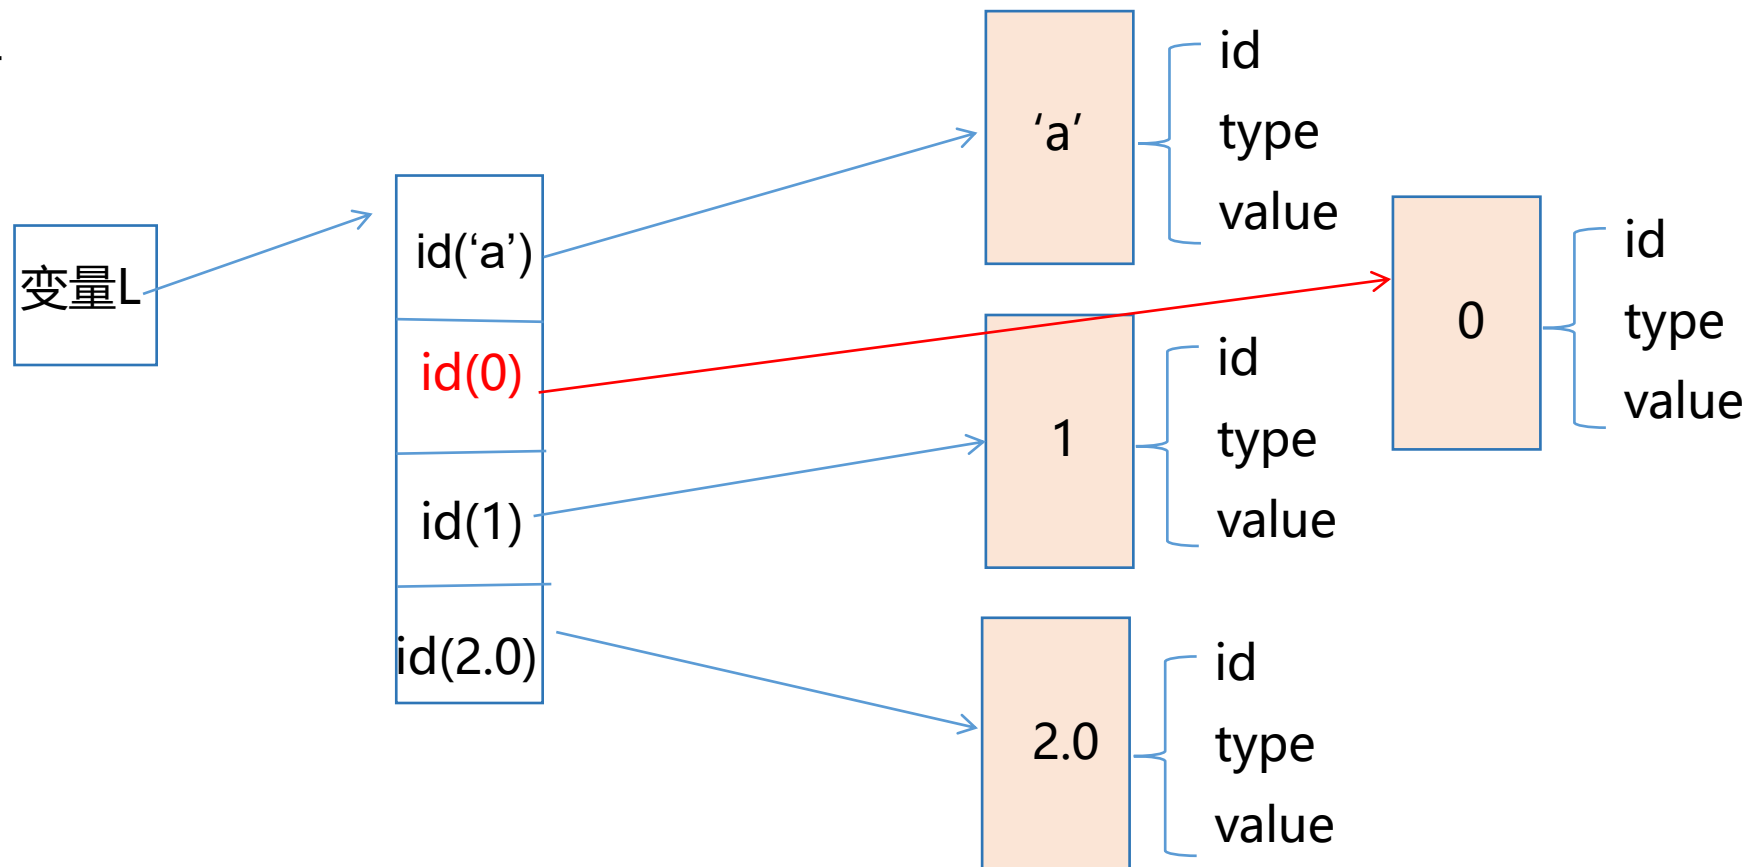 变量L
id(‘a’)
id(0)
id(1)
id(2.0)
‘a’
id
type
value
1
id
type
value
2.0
id
type
value
0
id
type
value